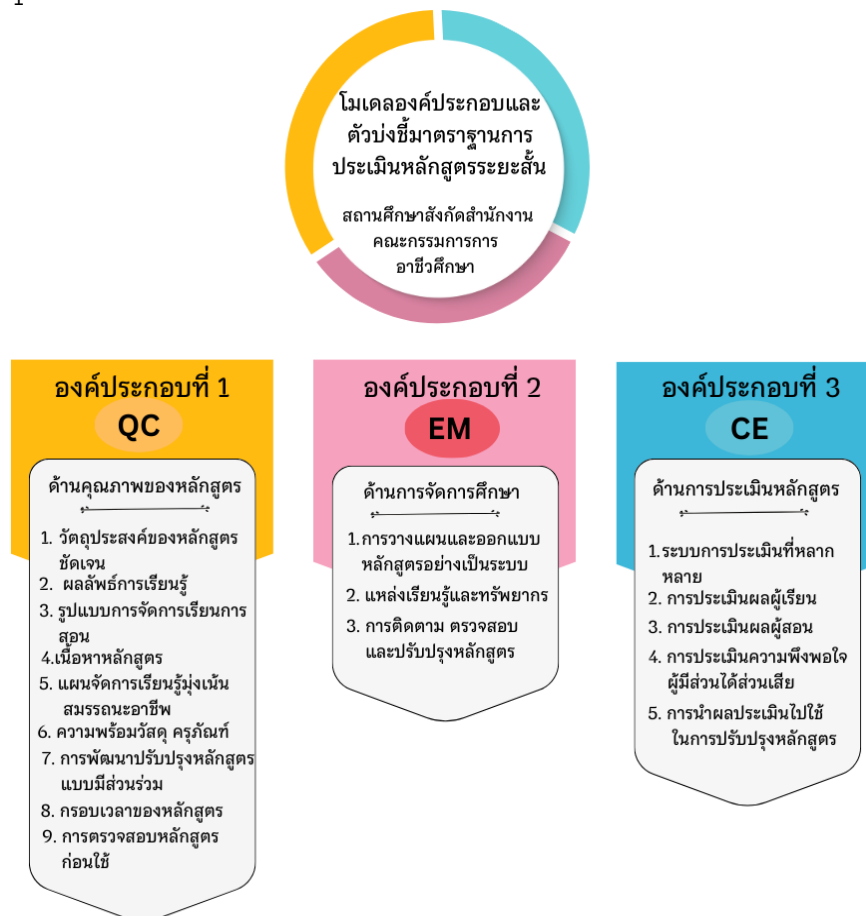 1
โมเดลองค์ประกอบและ
ตัวบ่งชี้มาตราฐานการ
ประเมินหลักสูตรระยะสั้น
สถานศึกษาสังกัดสำนักงาน
คณะกรรมการการ
อาชีวศึกษา
องค์ประกอบที่ 1
QC
ด้านคุณภาพของหลักสูตร
1. วัตถุประสงค์ของหลักสูตร
ชัดเจน
2. ผลลัพธ์การเรียนรู้
3. รูปแบบการจัดการเรียนการ
สอน
4.เนื้อหาหลักสูตร
5. แผนจัดการเรียนรู้มุ่งเน้น
สมรรถนะอาชีพ
6. ความพร้อมวัสดุ ครุภัณฑ์
7. การพัฒนาปรับปรุงหลักสูตร
แบบมีส่วนร่วม
8. กรอบเวลาของหลักสูตร
9. การตรวจสอบหลักสูตร
ก่อนใช้
องค์ประกอบที่ 2
EM
ด้านการจัดการศึกษา
1.การวางแผนและออกแบบ
หลักสูตรอย่างเป็นระบบ
2. แหล่งเรียนรู้และทรัพยากร
3. การติดตาม ตรวจสอบ
และปรับปรุงหลักสูตร
องค์ประกอบที่ 3
CE
ด้านการประเมินหลักสูตร
1.ระบบการประเมินที่หลาก
หลาย
2. การประเมินผลผู้เรียน
3. การประเมินผลผู้สอน
4. การประเมินความพึงพอใจ
ผู้มีส่วนได้ส่วนเสีย
5. การนำผลประเมินไปใช้
ในการปรับปรุงหลักสูตร